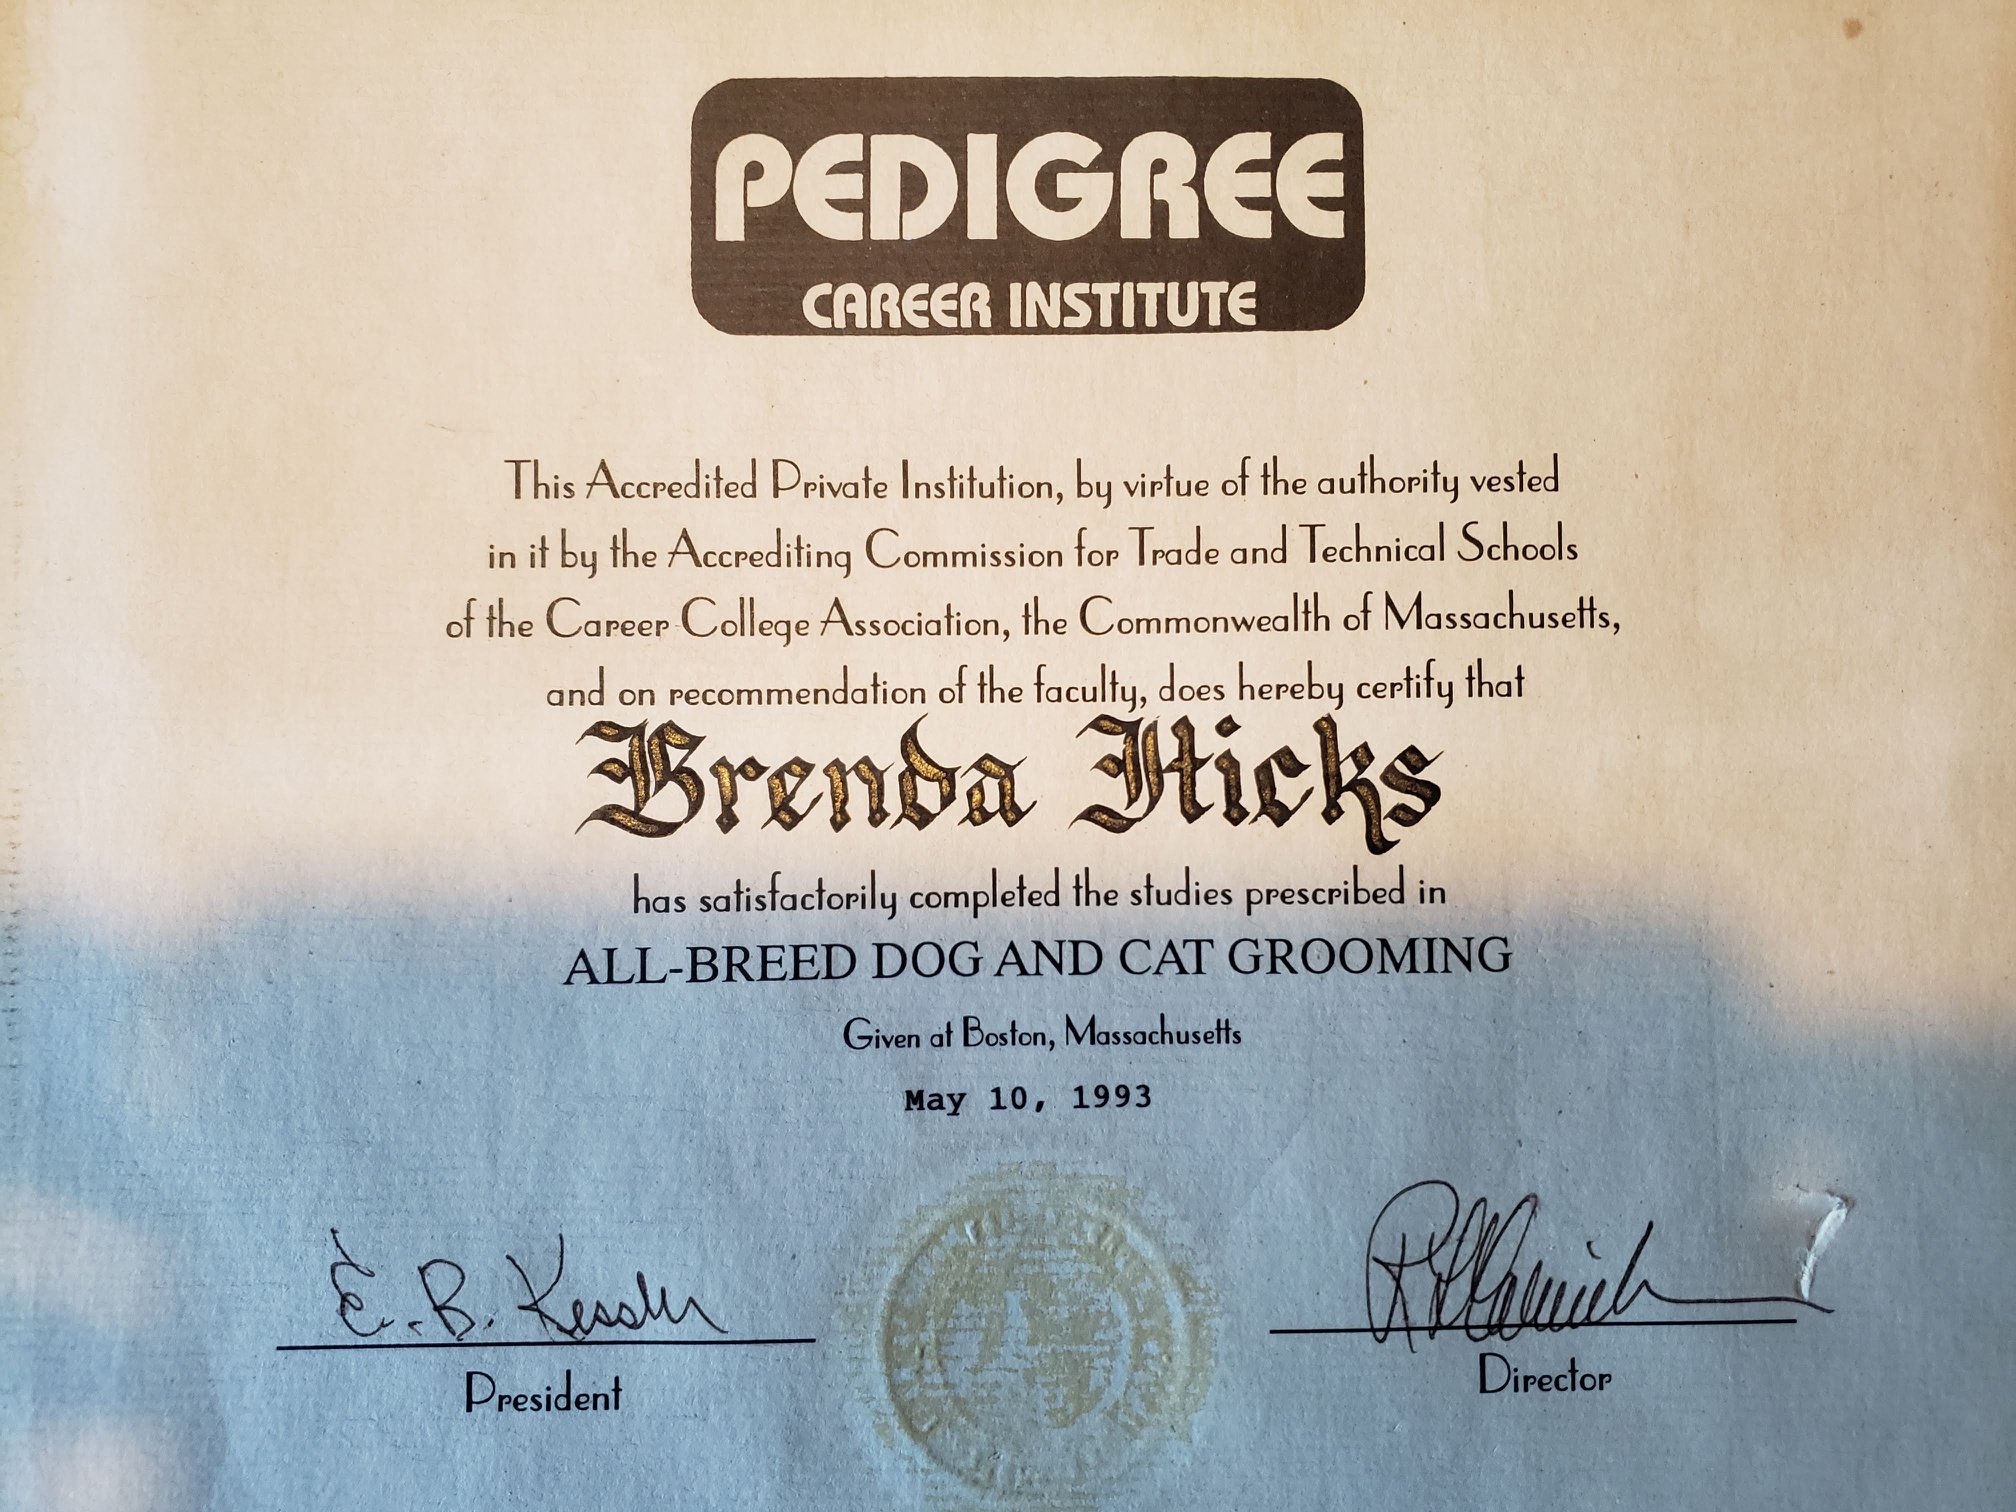 PEDIGREE
CAREER INSTITUTE
This Accredited Private Institution, by virtue of the authority vested
in it by the Accrediting Commission for Trade and Technical Schools
of the Career College Association, the Commonwealth of Massachusetts,
and on recommendation of the faculty, does hereby certify that
Brenda Hicks
has satisfactorily completed the studies prescribed in
ALL-BREED DOG AND CAT GROOMING
Given at Boston, Massachusetts
May 10, 1993
E. B. Kessler
President
Director